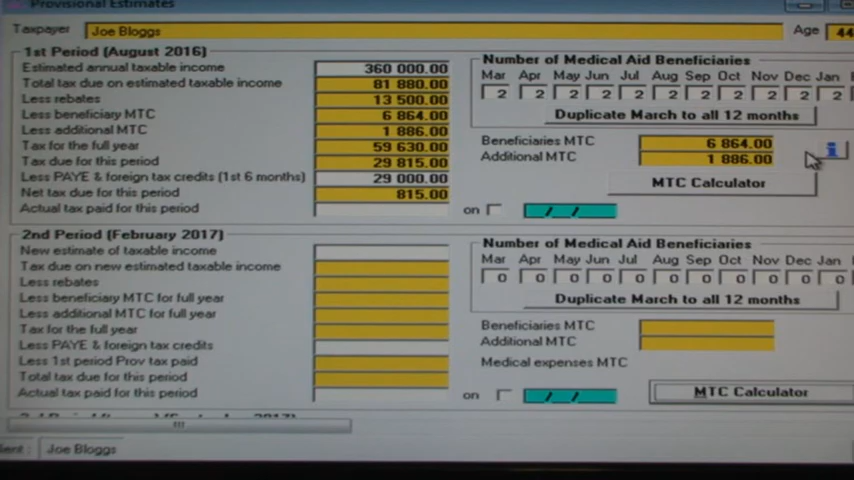 Provisional Estimates
Taxpayer Joe Bloggs Age 44
1st Period (August 2016)
Estimated annual taxable income 360 000.00
Total tax due on estimated taxable income 81 880.00
Less rebates 13 500.00
Less beneficiary MTC 6 864.00
Less additional MTC 1 886.00
Tax for the full year 59 630.00
Tax due for this period 29 815.00
Less PAYE & foreign tax credits (1st 6 months) 29 000.00
Net tax due for this period 815.00
Actual tax paid for this period on / /
Number of Medical Aid Beneficiaries
Mar Apr May Jun Jul Aug Sep Oct Nov Dec Jan
2 2 2 2 2 2 2 2 2 2 2
Duplicate March to all 12 months
Beneficiaries MTC 6 864.00
Additional MTC 1 886.00
MTC Calculator
2nd Period (February 2017)
New estimate of taxable income
Tax due on new estimated taxable income
Less rebates
Less beneficiary MTC for full year
Less additional MTC for full year
Tax for the full year
Less PAYE & foreign tax credits
Less 1st period Prov tax paid
Total tax due for this period
Actual tax paid for this period on / /
Number of Medical Aid Beneficiaries
Mar Apr May Jun Jul Aug Sep Oct Nov Dec Jan
0 0 0 0 0 0 0 0 0 0 0
Duplicate March to all 12 months
Beneficiaries MTC
Additional MTC
Medical expenses MTC
MTC Calculator
Joe Bloggs